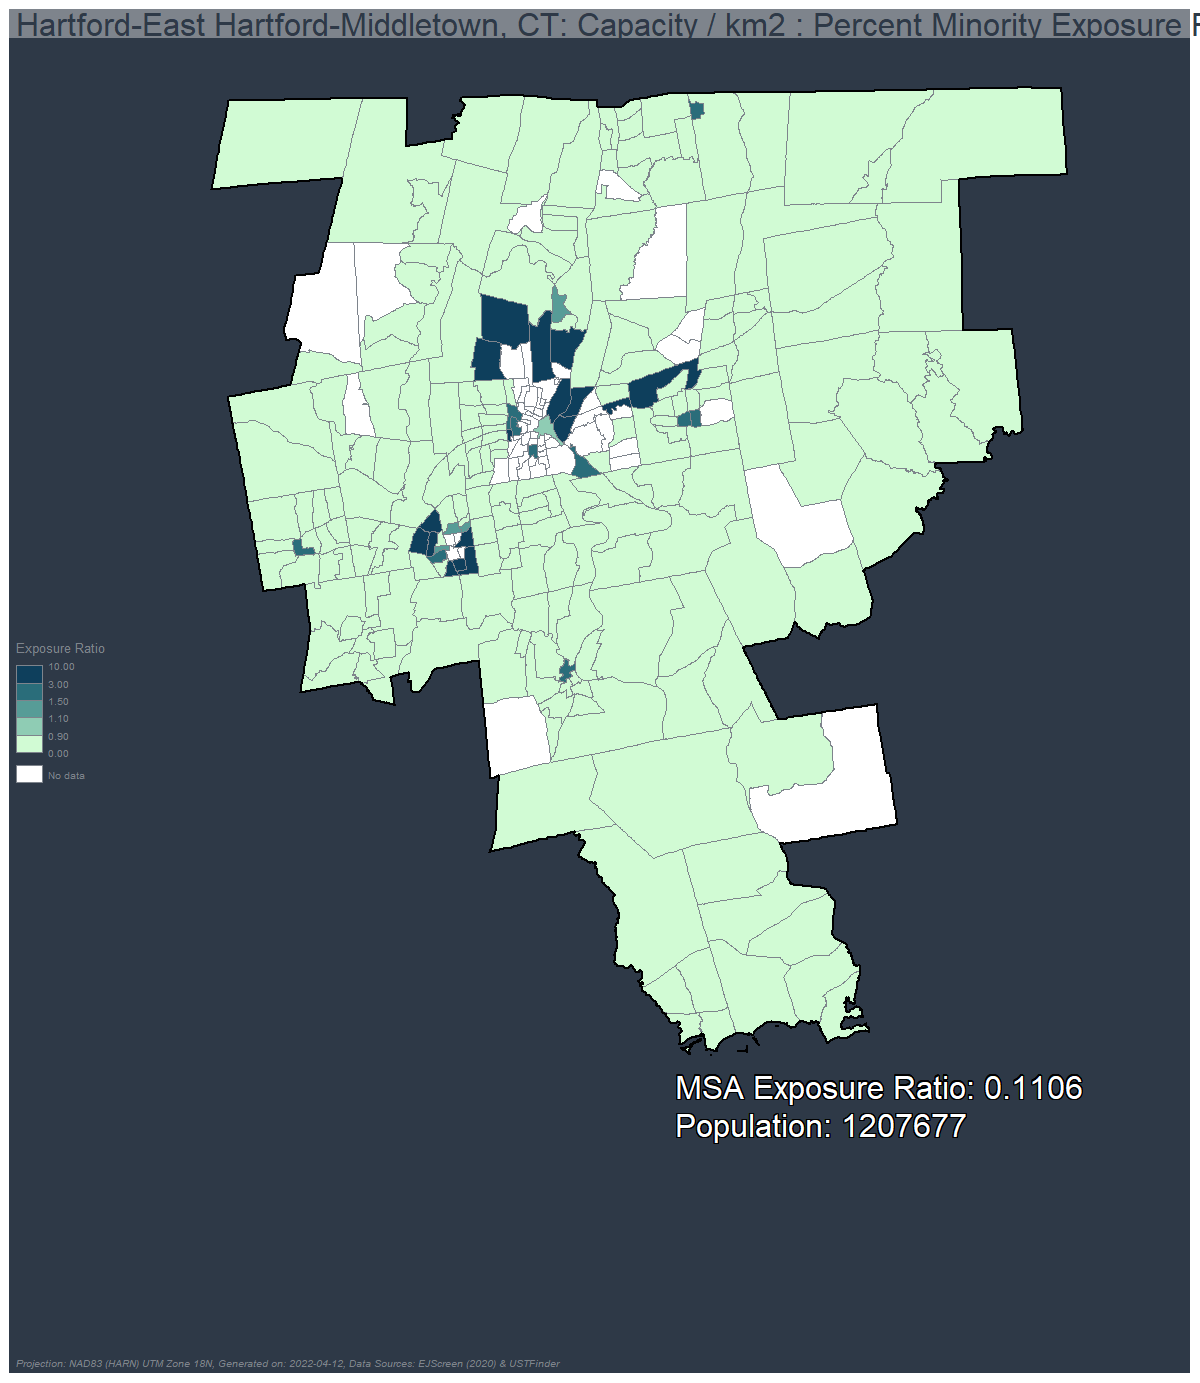 Hartford-East Hartford-Middletown, CT: Capacity / km2 : Percent Minority Exposure
Exposure Ratio
10.00
3.00
1.50
1.10
0.90
0.00
No data
MSA Exposure Ratio: 0.1106
Population: 1207677
Projection: NAD83 (HARN) UTM Zone 18N, Generated on: 2022-04-12, Data Sources: EJScreen (2020) & USTFinder